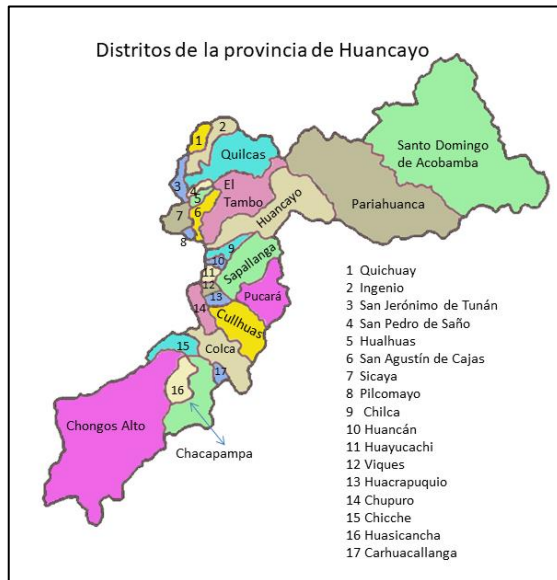 Distritos de la provincia de Huancayo
1
2
Quilcas
Santo Domingo
de Acobamba
3
4
5
El
Tambo
6
7
8
Huancayo
Pariahuanca
9
10
Sapallanga
11
12
13
Pucará
14
Cullhuas
15
Colca
16
17
Chongos Alto
Chacapampa
1 Quichuay
2 Ingenio
3 San Jerónimo de Tunán
4 San Pedro de Saño
5 Hualhuas
6 San Agustín de Cajas
7 Sicaya
8 Pilcomayo
9 Chilca
10 Huancán
11 Huayucachi
12 Viques
13 Huacrapuquio
14 Chupuro
15 Chicche
16 Huasicancha
17 Carhuacallanga